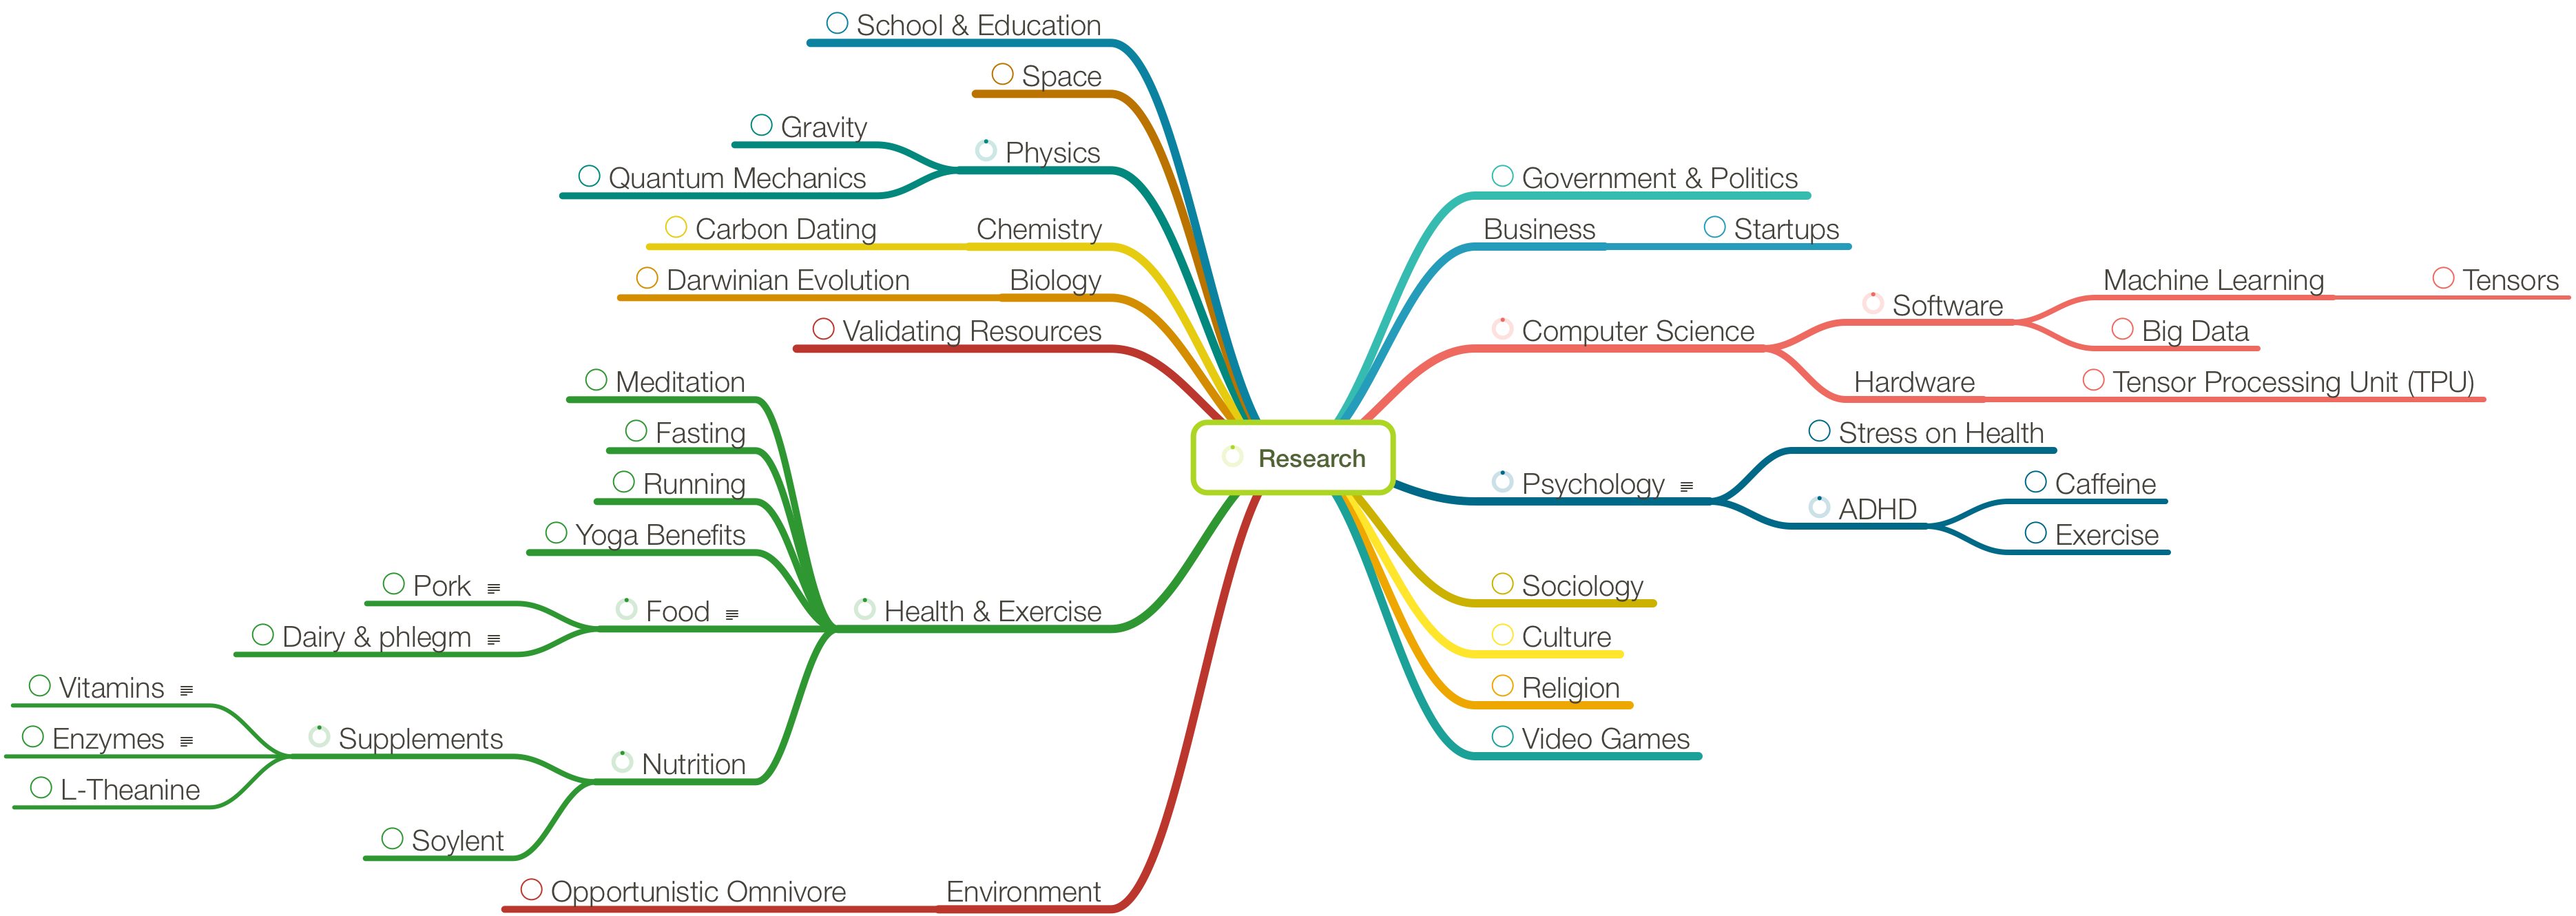 School & Education
Space
Gravity
Physics
Quantum Mechanics
Carbon Dating
Chemistry
Darwinian Evolution
Biology
Validating Resources
Meditation
Fasting
Running
Yoga Benefits
Pork
Food
Dairy & phlegm
Health & Exercise
Vitamins
Enzymes
Supplements
L-Theanine
Nutrition
Soylent
Opportunistic Omnivore
Environment
Research
Government & Politics
Business
Startups
Computer Science
Software
Machine Learning
Tensors
Big Data
Hardware
Tensor Processing Unit (TPU)
Psychology
Stress on Health
ADHD
Caffeine
Exercise
Sociology
Culture
Religion
Video Games